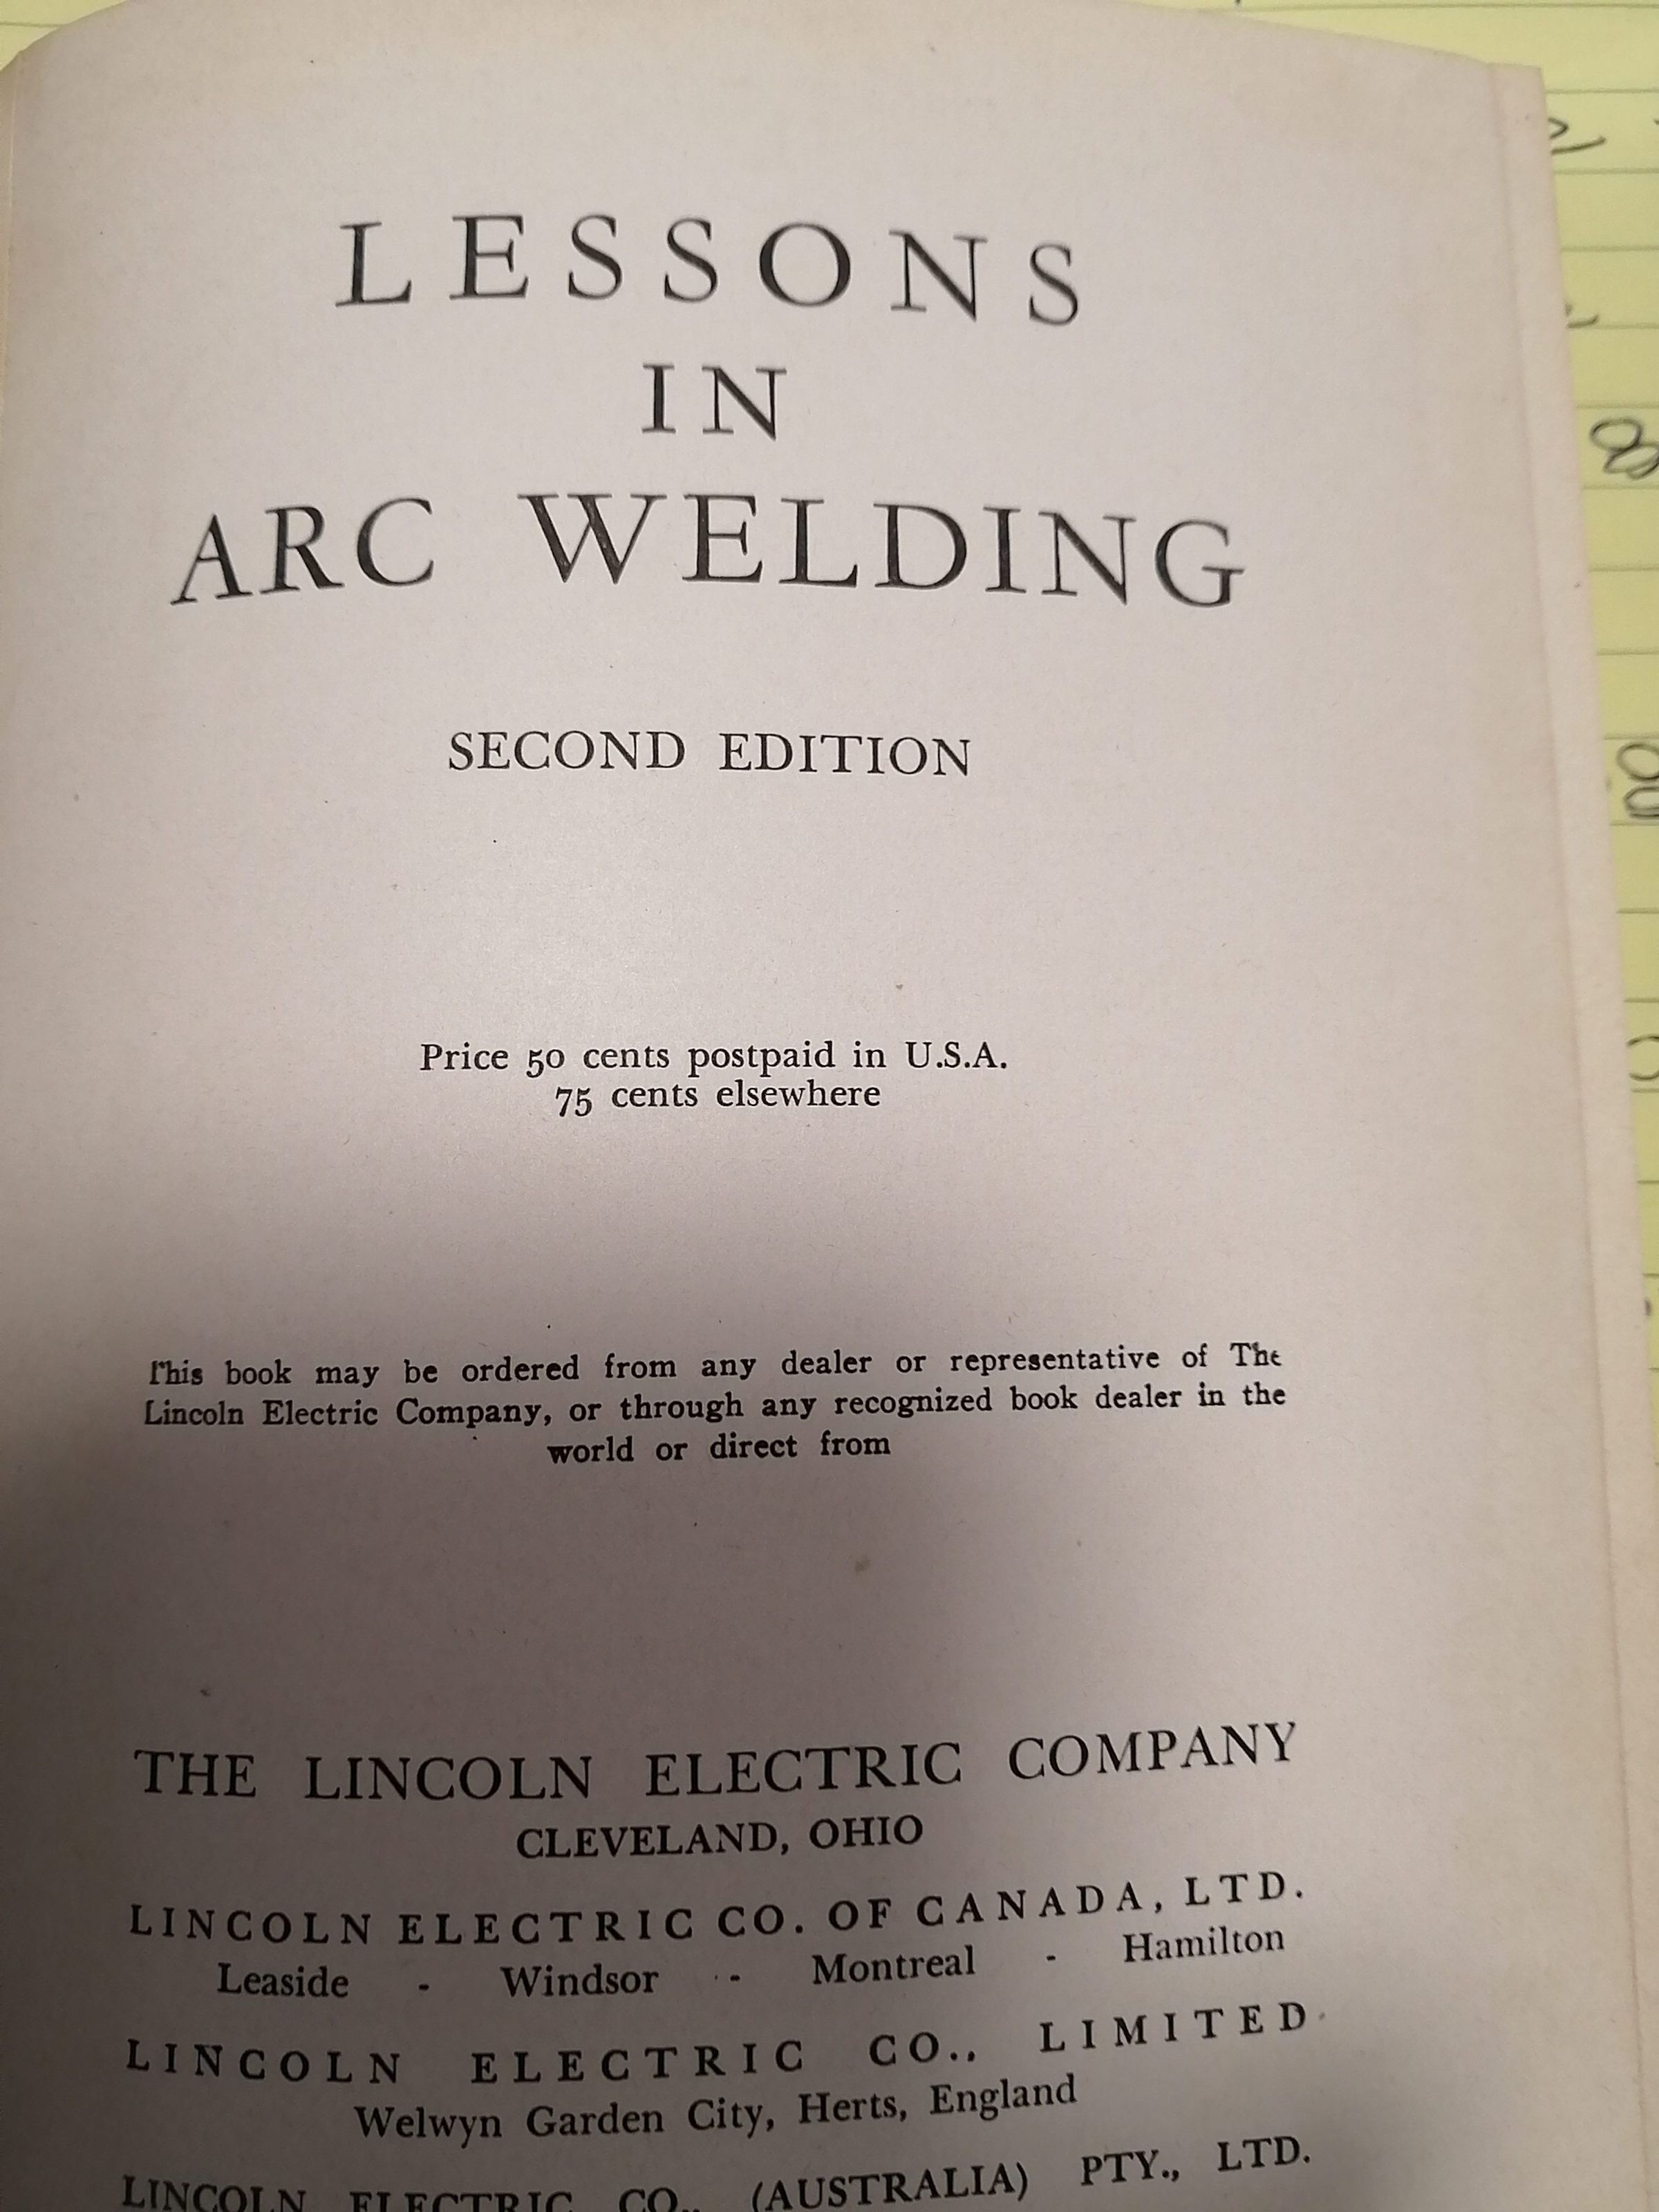 LESSONS
IN
ARC WELDING
SECOND EDITION
Price 50 cents postpaid in U.S.A.
75 cents elsewhere
This book may be ordered from any dealer or representative of The
Lincoln Electric Company, or through any recognized book dealer in the
world or direct from
THE LINCOLN ELECTRIC COMPANY
CLEVELAND, OHIO
LINCOLN ELECTRIC CO. OF CANADA, LTD.
Leaside - Windsor - Montreal - Hamilton
LINCOLN ELECTRIC CO., LIMITED
Welwyn Garden City, Herts, England
LINCOLN ELECTRIC CO., (AUSTRALIA) PTY., LTD.